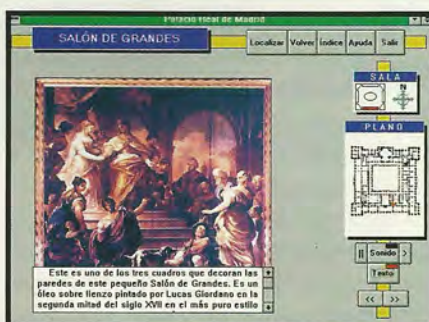 Palacio Real de Madrid
SALÓN DE GRANDES
Localizar Volver Índice Ayuda Salir
SALA
N
PLANO
Sonido
Texto
<< >>
Este es uno de los tres cuadros que decoran las
paredes de este pequeño Salón de Grandes. Es un
óleo sobre lienzo pintado por Lucas Giordano en la
segunda mitad del siglo XVII en el más puro estilo